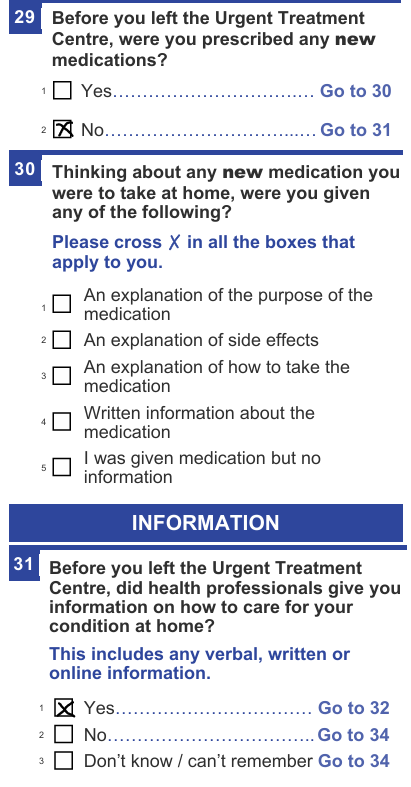 29 Before you left the Urgent Treatment
Centre, were you prescribed any new
medications?
1 Yes…………………………..… Go to 30
2 No…………………………...… Go to 31
30 Thinking about any new medication you
were to take at home, were you given
any of the following?
Please cross ✗ in all the boxes that
apply to you.
1 An explanation of the purpose of the
medication
2 An explanation of side effects
3 An explanation of how to take the
medication
4 Written information about the
medication
5 I was given medication but no
information
INFORMATION
31 Before you left the Urgent Treatment
Centre, did health professionals give you
information on how to care for your
condition at home?
This includes any verbal, written or
online information.
1 Yes…………………………… Go to 32
2 No…………………………….. Go to 34
3 Don’t know / can’t remember Go to 34